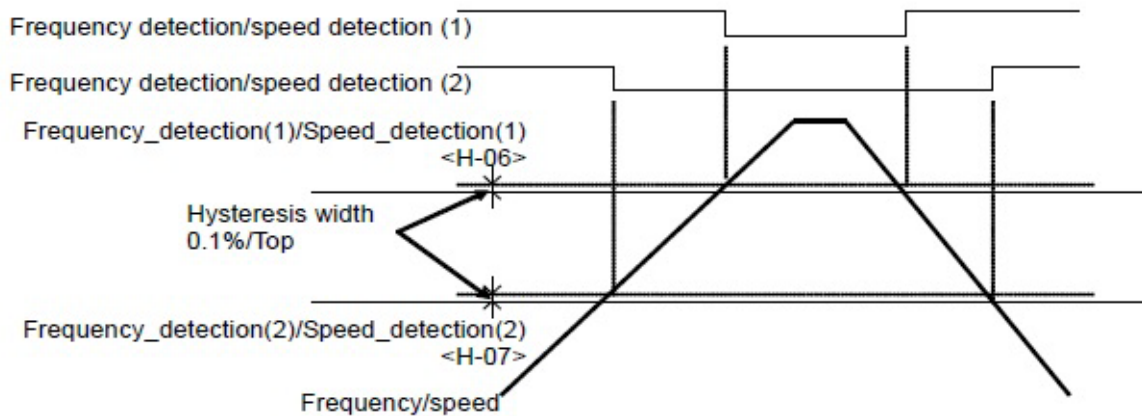 Frequency detection/speed detection (1)
Frequency detection/speed detection (2)
Frequency_detection(1)/Speed_detection(1)
<H-06>
Hysteresis width
0.1%/Top
Frequency_detection(2)/Speed_detection(2)
<H-07>
Frequency/speed